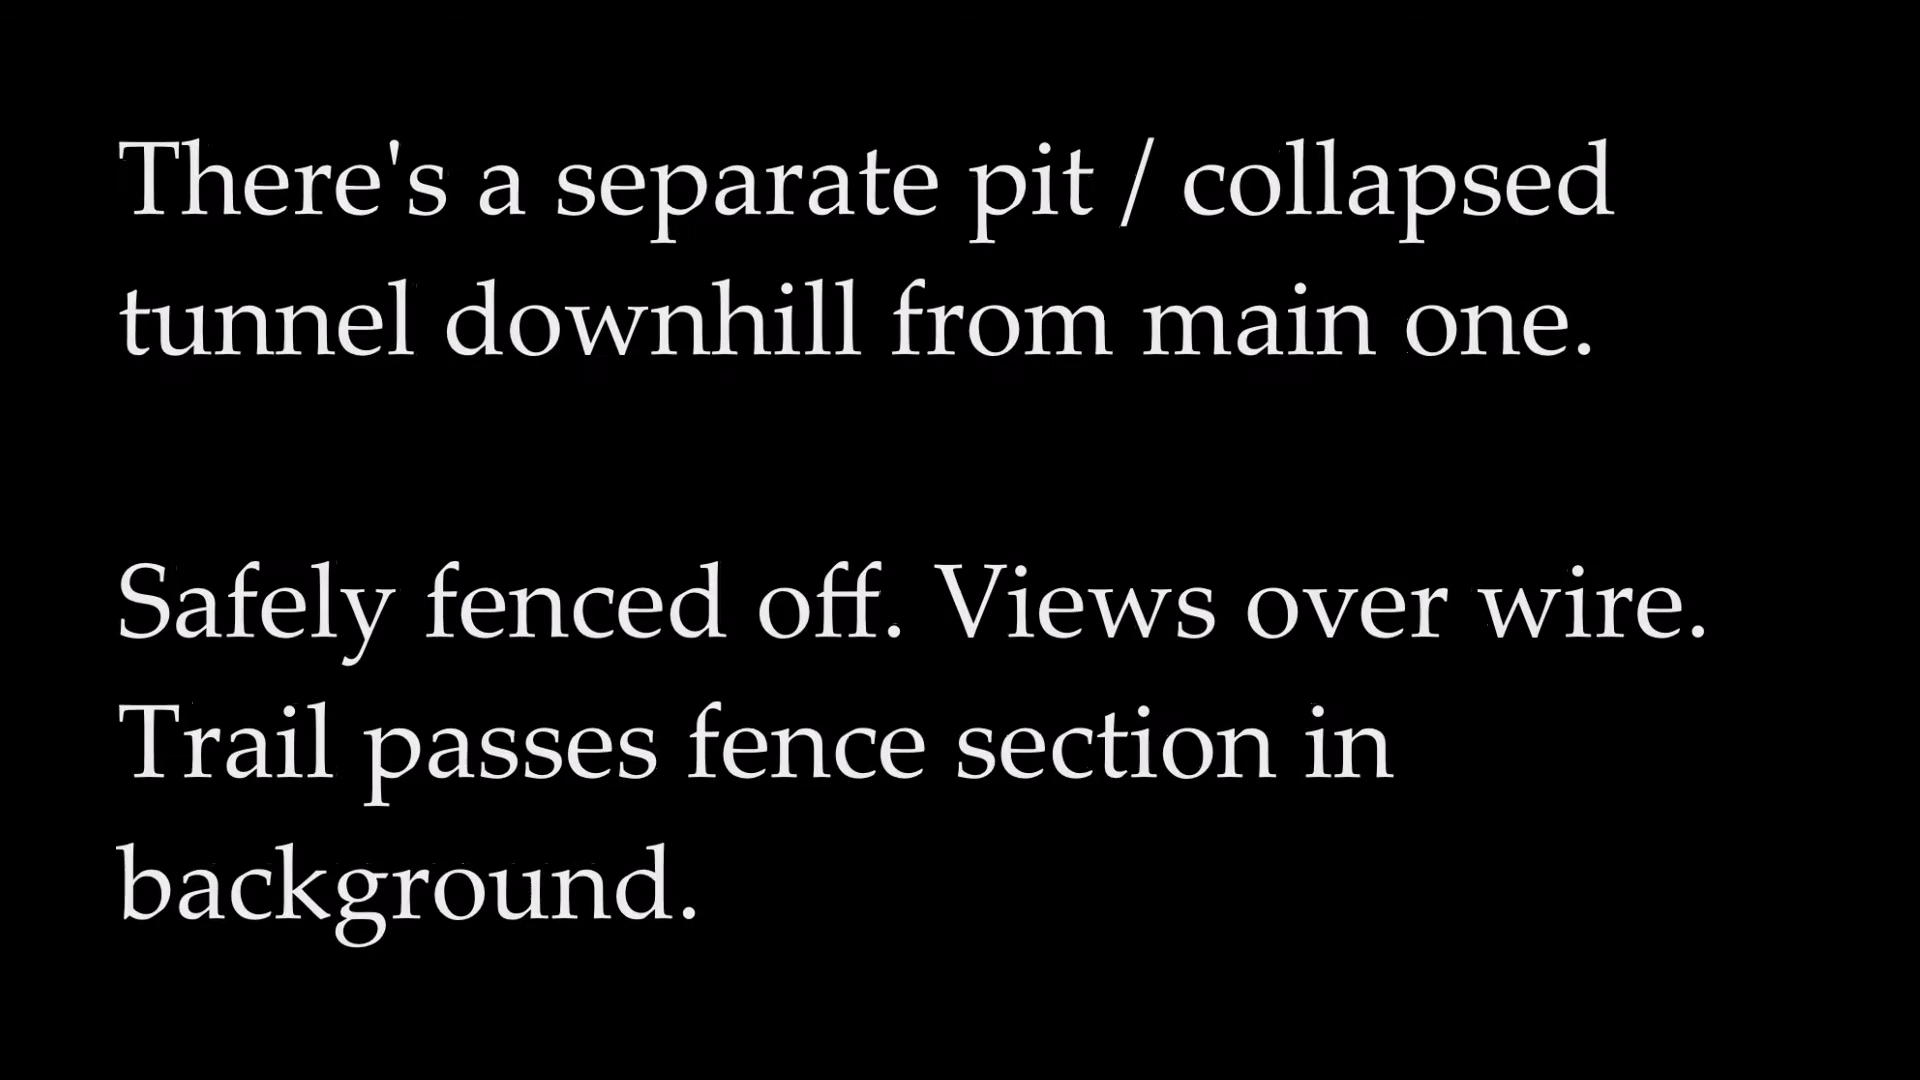 There's a separate pit / collapsed
tunnel downhill from main one.
Safely fenced off. Views over wire.
Trail passes fence section in
background.